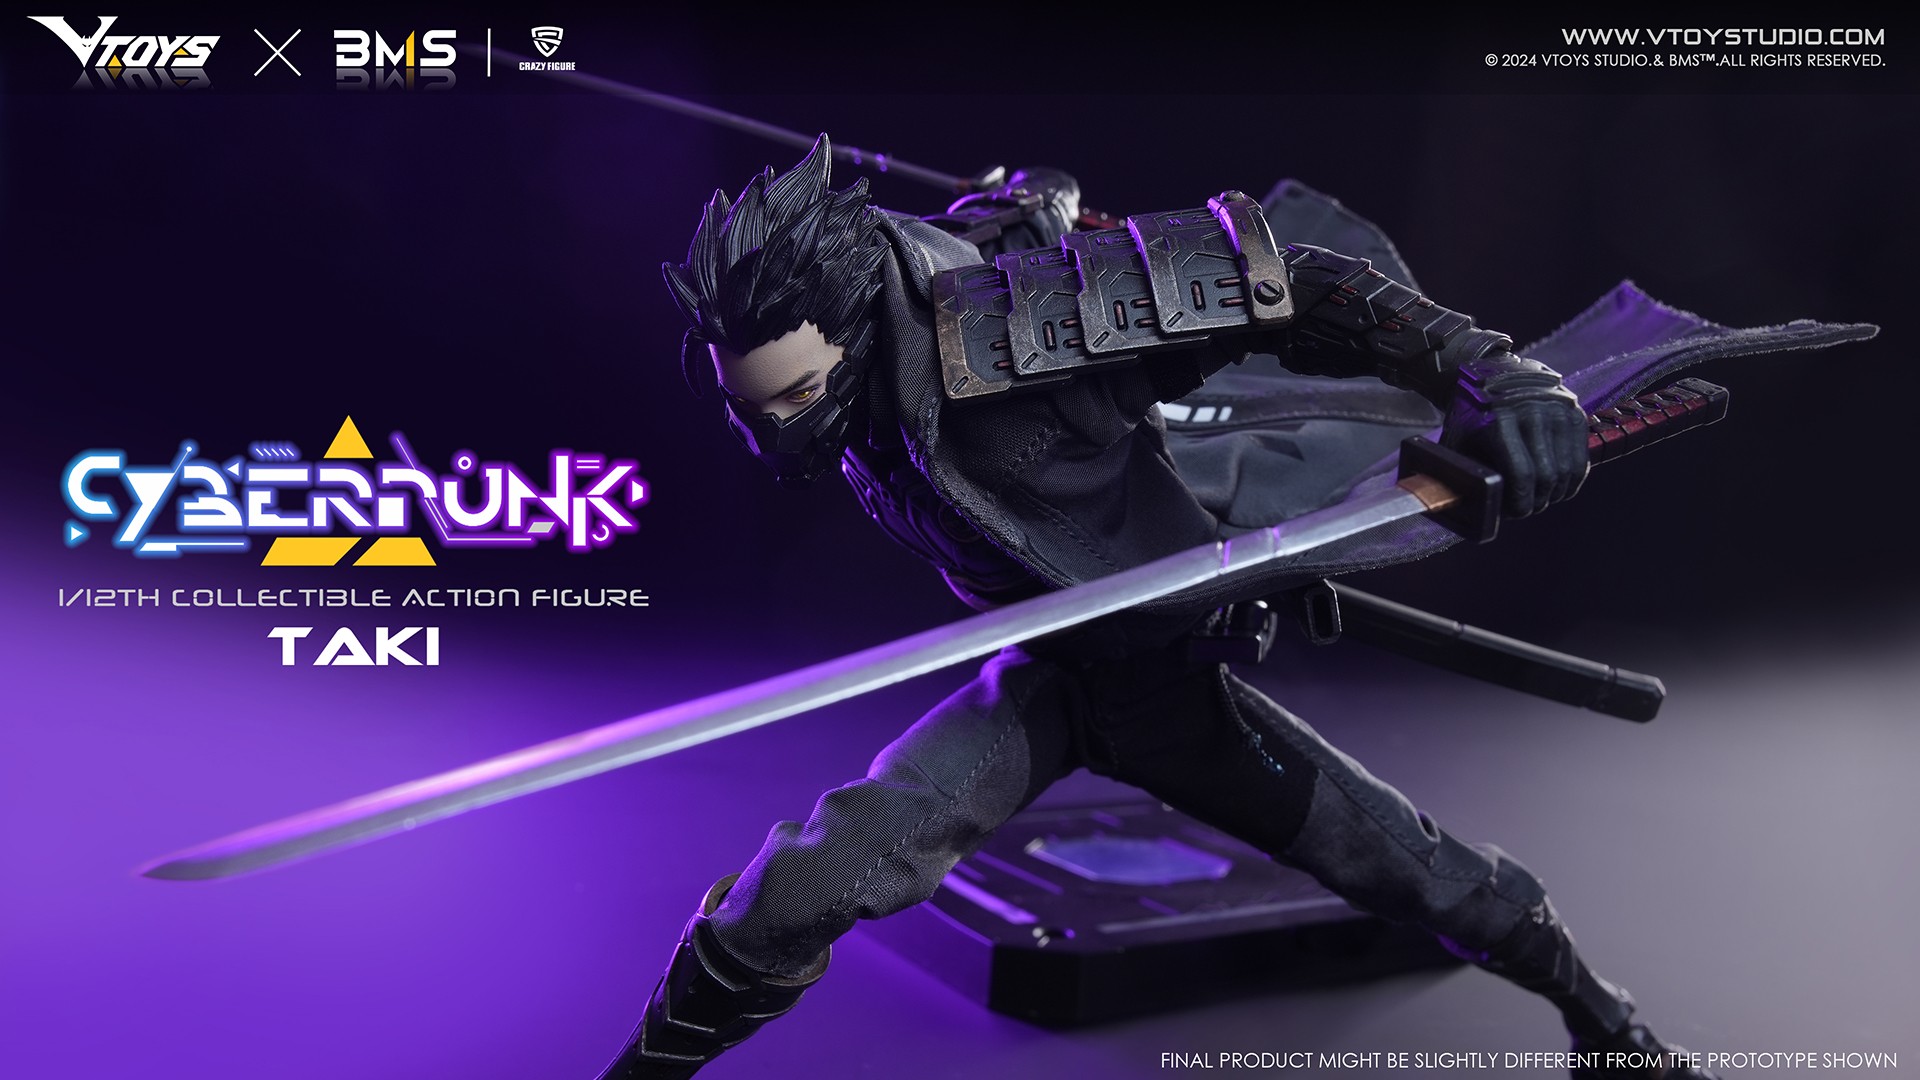 VTOYS X BMS | CRAZY FIGURE
WWW.VTOYSTUDIO.COM
© 2024 VTOYS STUDIO.& BMS™.ALL RIGHTS RESERVED.
CYBERPUNK
1/12TH COLLECTIBLE ACTION FIGURE
TAKI
FINAL PRODUCT MIGHT BE SLIGHTLY DIFFERENT FROM THE PROTOTYPE SHOWN